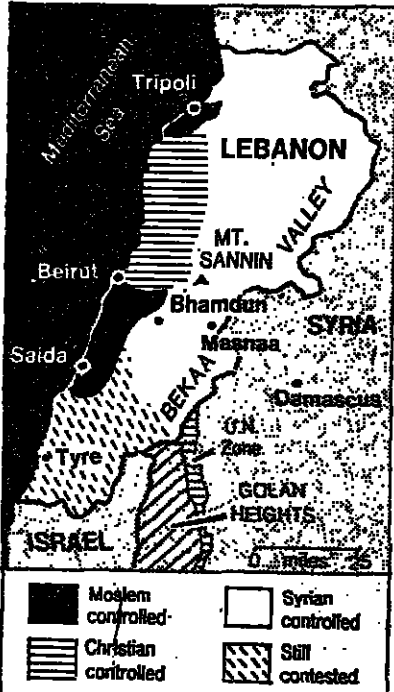 Mediterranean
Sea
Tripoli
LEBANON
MT.
SANNIN
BEKAA VALLEY
Beirut
Bhamdun
SYRIA
Masnaa
Saida
Damascus
U.N.
Zone
Tyre
GOLAN
HEIGHTS
ISRAEL
0 miles 25
Moslem
controlled
Syrian
controlled
Christian
controlled
Still
contested